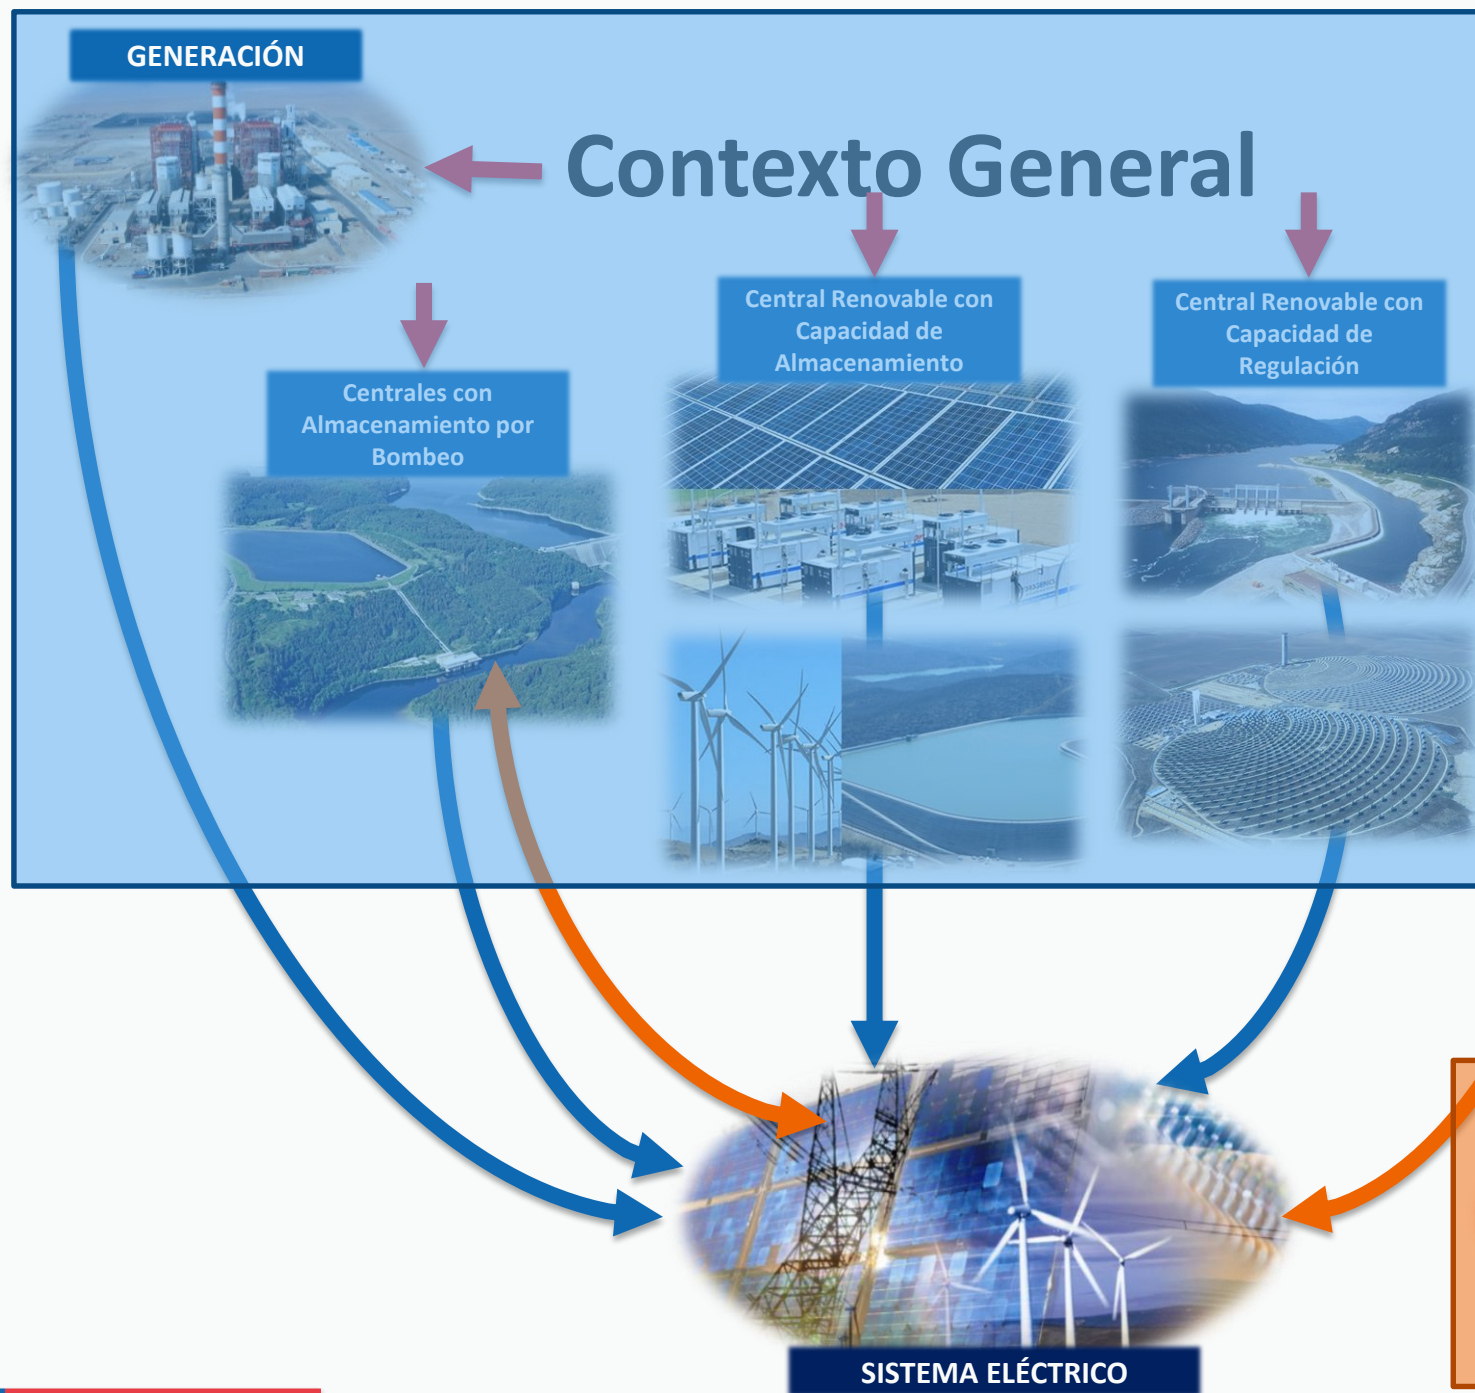 GENERACIÓN
Contexto General
Centrales con
Almacenamiento por
Bombeo
Central Renovable con
Capacidad de
Almacenamiento
Central Renovable con
Capacidad de
Regulación
SISTEMA ELÉCTRICO